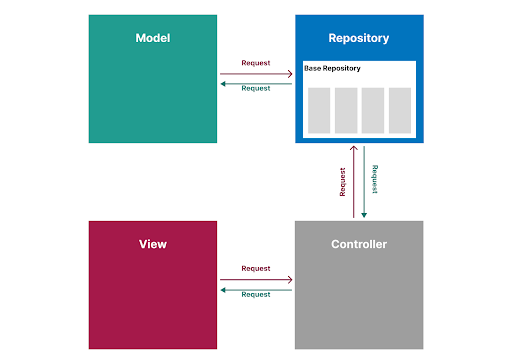 Model
Repository
Request
Request
Base Repository
Request
Request
View
Controller
Request
Request